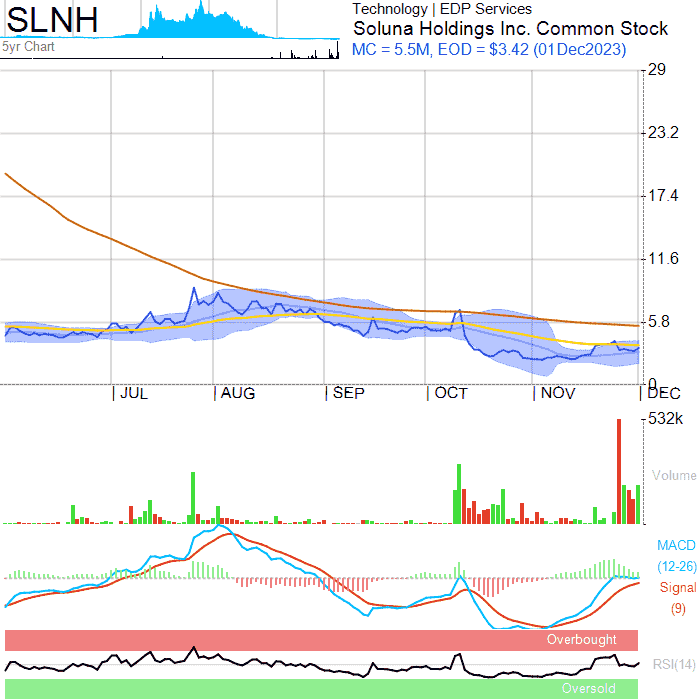 SLNH
5yr Chart
Technology | EDP Services
Soluna Holdings Inc. Common Stock
MC = 5.5M, EOD = $3.42 (01Dec2023)
29
23.2
17.4
11.6
5.8
0
JUL AUG SEP OCT NOV DEC
532k
Volume
MACD
(12-26)
Signal
(9)
Overbought
RSI(14)
Oversold